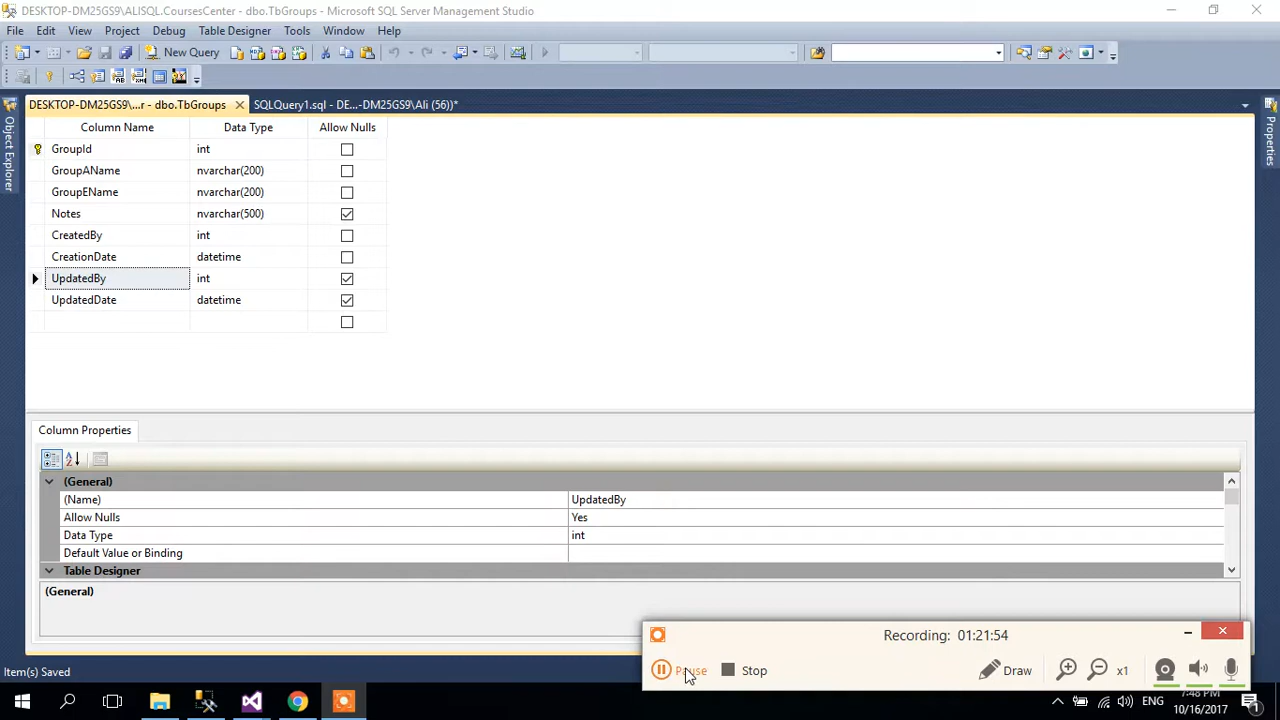 DESKTOP-DM25GS9\ALISQL.CoursesCenter - dbo.TbGroups - Microsoft SQL Server Management Studio
File Edit View Project Debug Table Designer Tools Window Help
New Query
DESKTOP-DM25GS9\...r - dbo.TbGroups SQLQuery1.sql - DE...-DM25GS9\Ali (56))*
Object Explorer
Properties
Column Name Data Type Allow Nulls
GroupId int
GroupAName nvarchar(200)
GroupEName nvarchar(200)
Notes nvarchar(500)
CreatedBy int
CreationDate datetime
UpdatedBy int
UpdatedDate datetime
Column Properties
(General)
(Name) UpdatedBy
Allow Nulls Yes
Data Type int
Default Value or Binding
Table Designer
(General)
Recording: 01:21:54
Pause Stop Draw x1
Item(s) Saved
ENG
7:48 PM
10/16/2017